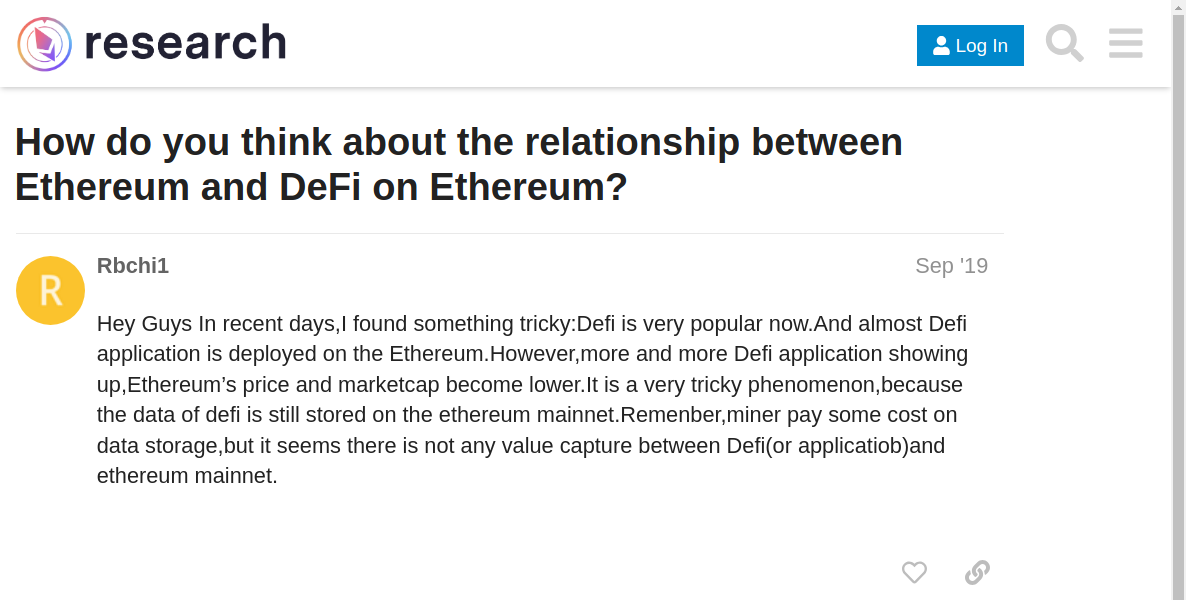 research
Log In
How do you think about the relationship between
Ethereum and DeFi on Ethereum?
R
Rbchi1
Sep '19
Hey Guys In recent days,I found something tricky:Defi is very popular now.And almost Defi
application is deployed on the Ethereum.However,more and more Defi application showing
up,Ethereum’s price and marketcap become lower.It is a very tricky phenomenon,because
the data of defi is still stored on the ethereum mainnet.Remenber,miner pay some cost on
data storage,but it seems there is not any value capture between Defi(or applicatiob)and
ethereum mainnet.